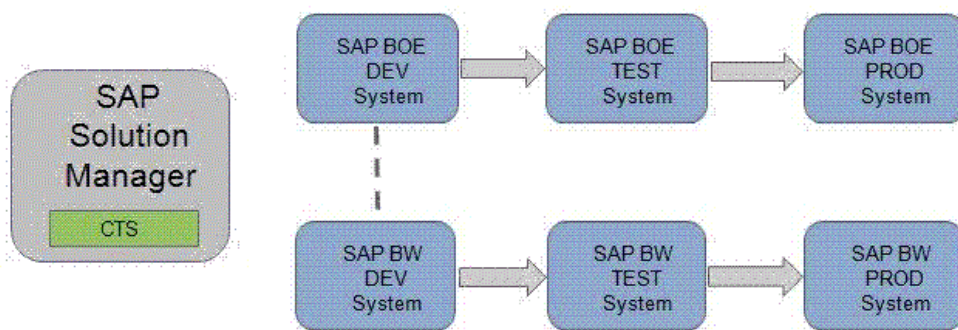 SAP
Solution
Manager
CTS
SAP BOE
DEV
System
SAP BOE
TEST
System
SAP BOE
PROD
System
SAP BW
DEV
System
SAP BW
TEST
System
SAP BW
PROD
System